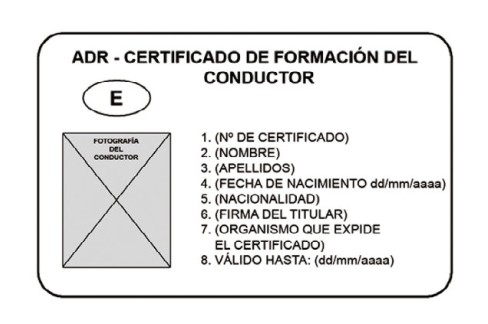 ADR - CERTIFICADO DE FORMACIÓN DEL
CONDUCTOR
E
FOTOGRAFÍA
DEL
CONDUCTOR
1. (Nº DE CERTIFICADO)
2. (NOMBRE)
3. (APELLIDOS)
4. (FECHA DE NACIMIENTO dd/mm/aaaa)
5. (NACIONALIDAD)
6. (FIRMA DEL TITULAR)
7. (ORGANISMO QUE EXPIDE
EL CERTIFICADO)
8. VÁLIDO HASTA: (dd/mm/aaaa)